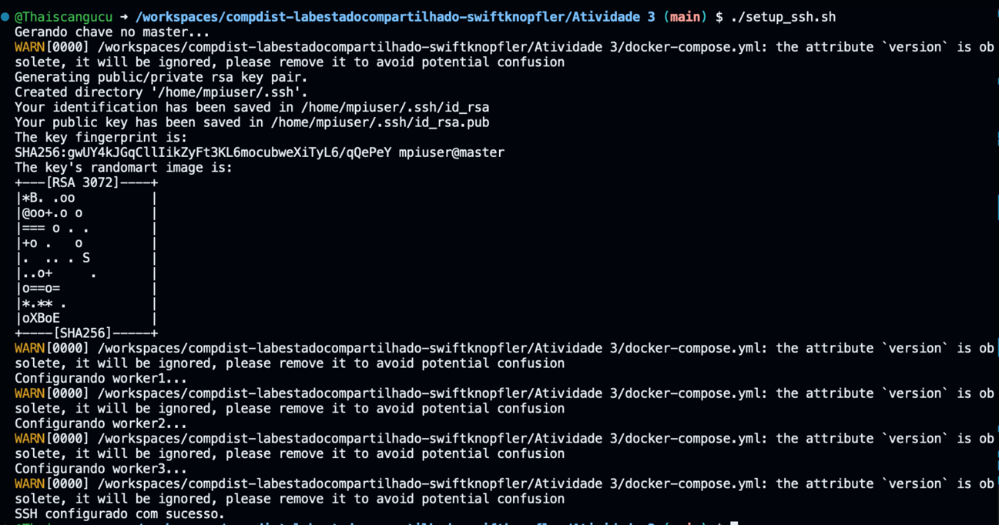 @Thaiscangucu ➜ /workspaces/compdist-labestadocompartilhado-swiftknopfler/Atividade 3 (main) $ ./setup_ssh.sh
Gerando chave no master...
WARN[0000] /workspaces/compdist-labestadocompartilhado-swiftknopfler/Atividade 3/docker-compose.yml: the attribute `version` is ob
solete, it will be ignored, please remove it to avoid potential confusion
Generating public/private rsa key pair.
Created directory '/home/mpiuser/.ssh'.
Your identification has been saved in /home/mpiuser/.ssh/id_rsa
Your public key has been saved in /home/mpiuser/.ssh/id_rsa.pub
The key fingerprint is:
SHA256:gwUY4kJGqCllIikZyFt3KL6mocubweXiTyL6/qQePeY mpiuser@master
The key's randomart image is:
+---[RSA 3072]----+
|*B. .oo          |
|@oo+.o o         |
|=== o . .        |
|+o .   o         |
|.  .. . S        |
|..o+     .       |
|o==o=            |
|*.** .           |
|oXBoE            |
+----[SHA256]-----+
WARN[0000] /workspaces/compdist-labestadocompartilhado-swiftknopfler/Atividade 3/docker-compose.yml: the attribute `version` is ob
solete, it will be ignored, please remove it to avoid potential confusion
Configurando worker1...
WARN[0000] /workspaces/compdist-labestadocompartilhado-swiftknopfler/Atividade 3/docker-compose.yml: the attribute `version` is ob
solete, it will be ignored, please remove it to avoid potential confusion
Configurando worker2...
WARN[0000] /workspaces/compdist-labestadocompartilhado-swiftknopfler/Atividade 3/docker-compose.yml: the attribute `version` is ob
solete, it will be ignored, please remove it to avoid potential confusion
Configurando worker3...
WARN[0000] /workspaces/compdist-labestadocompartilhado-swiftknopfler/Atividade 3/docker-compose.yml: the attribute `version` is ob
solete, it will be ignored, please remove it to avoid potential confusion
SSH configurado com sucesso.